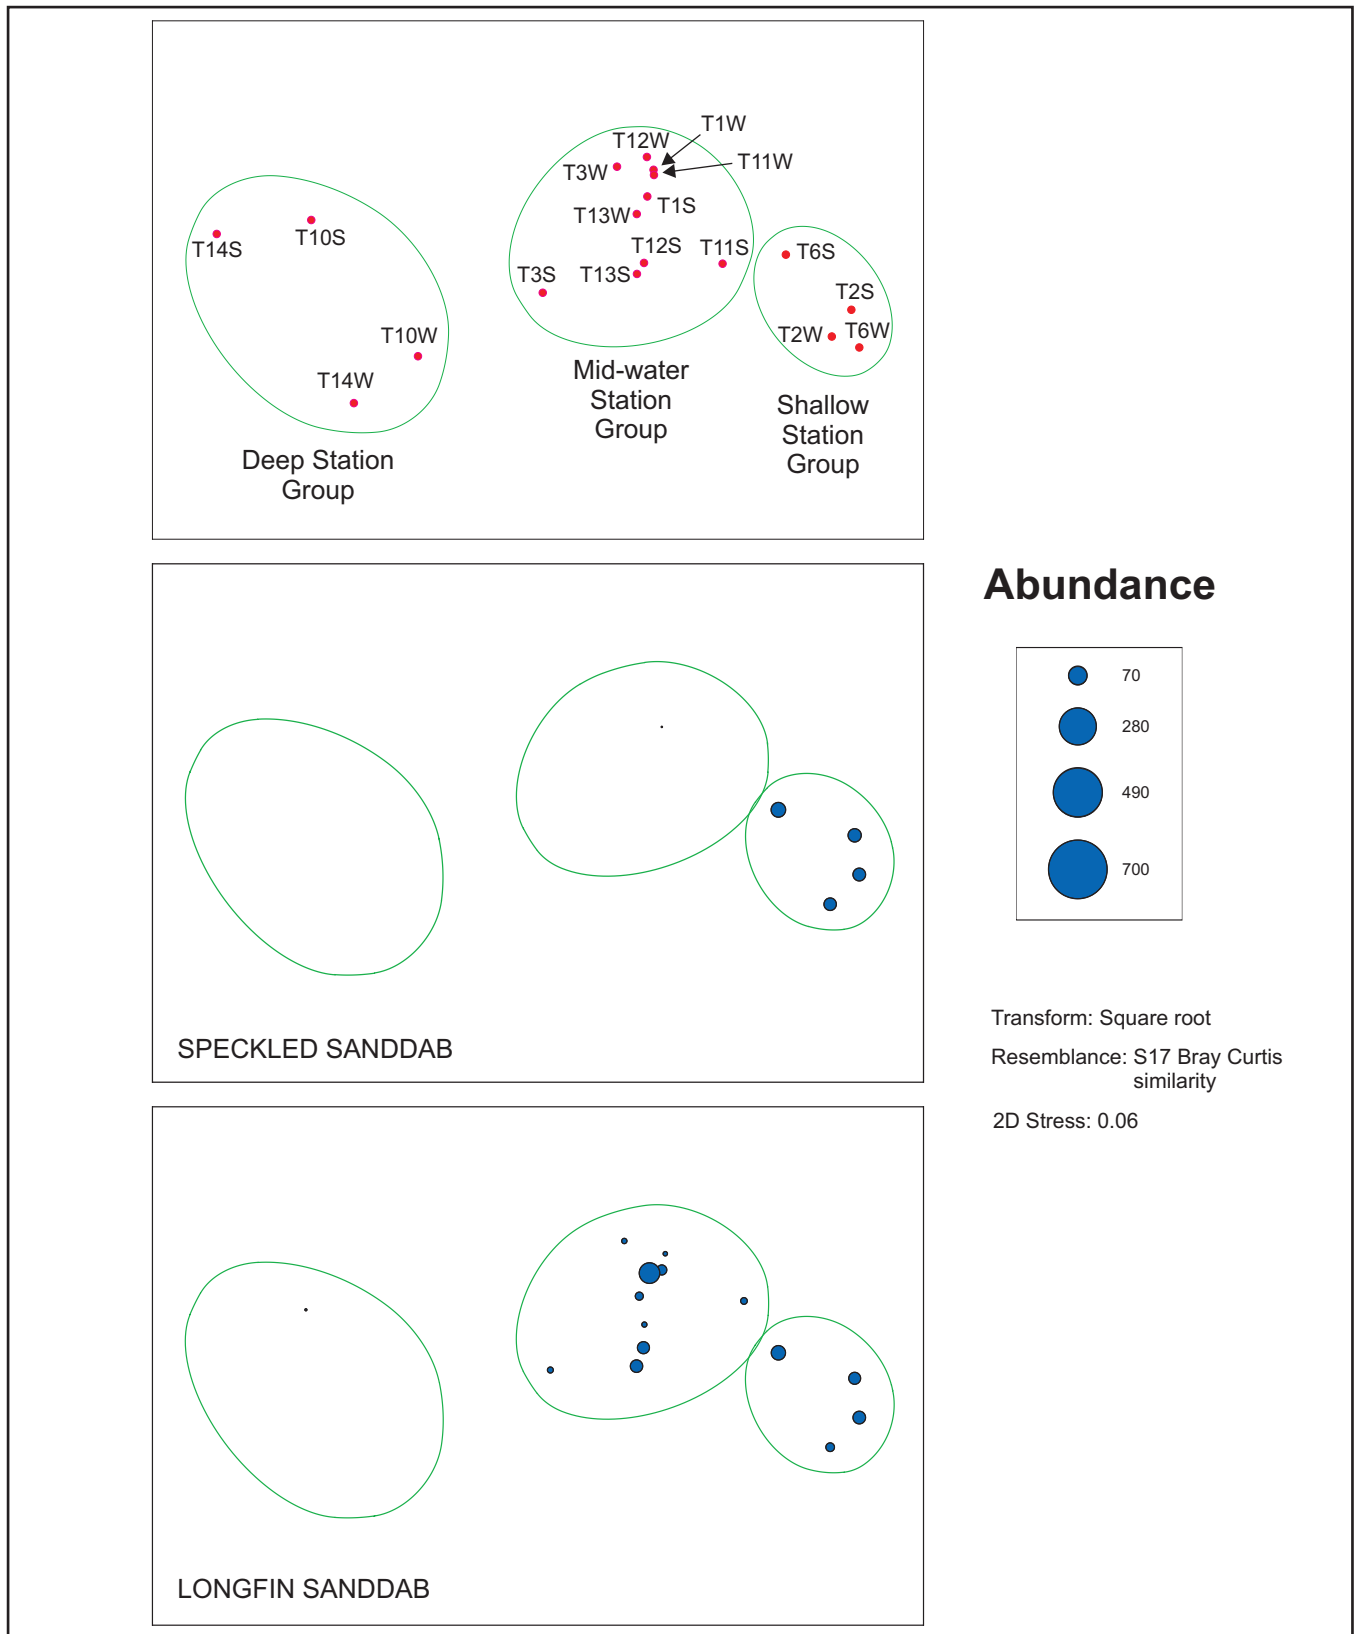 T1W
T12W
T11W
T3W
T1S
T13W
T12S
T11S
T13S
T3S
T14S
T10S
T10W
T14W
T6S
T2S
T2W
T6W
Deep Station
Group
Mid-water
Station
Group
Shallow
Station
Group
SPECKLED SANDDAB
Abundance
70
280
490
700
Transform: Square root
Resemblance: S17 Bray Curtis
similarity
2D Stress: 0.06
LONGFIN SANDDAB